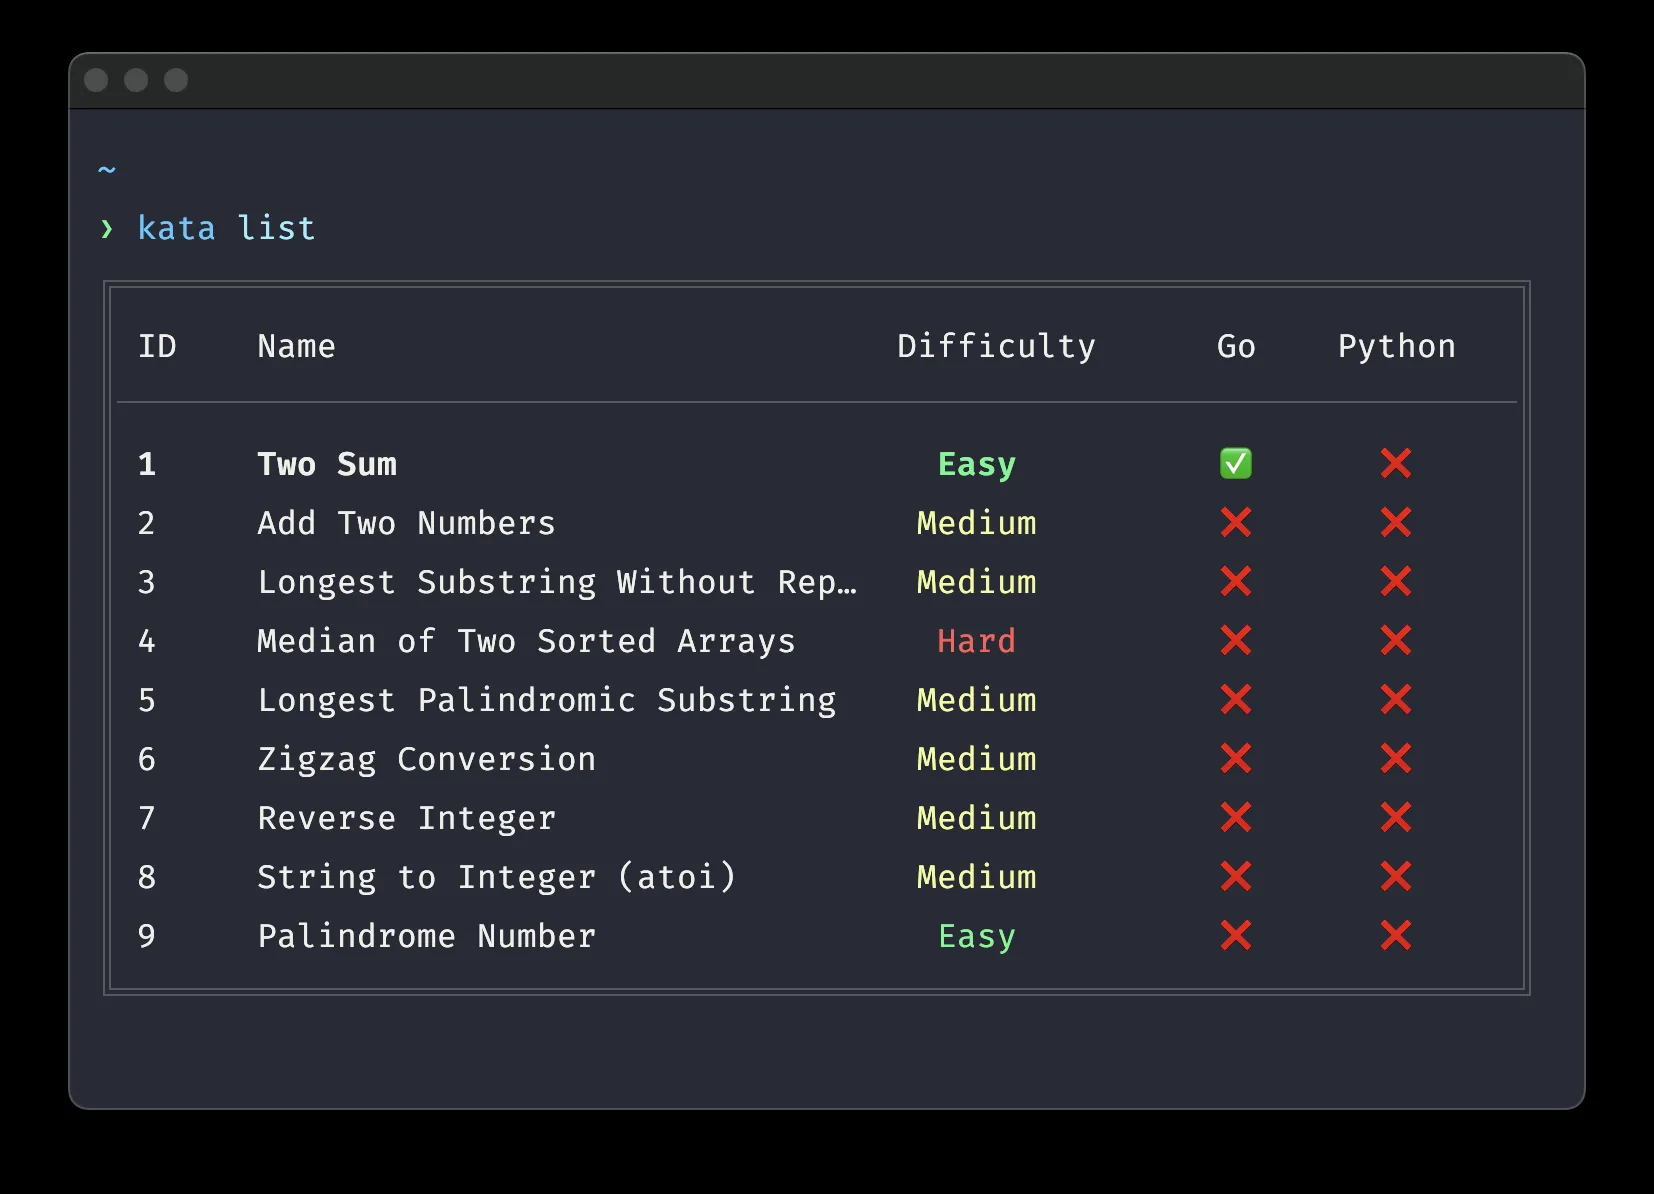 ~
❯ kata list
ID Name Difficulty Go Python
1 Two Sum Easy ✅ ❌
2 Add Two Numbers Medium ❌ ❌
3 Longest Substring Without Rep… Medium ❌ ❌
4 Median of Two Sorted Arrays Hard ❌ ❌
5 Longest Palindromic Substring Medium ❌ ❌
6 Zigzag Conversion Medium ❌ ❌
7 Reverse Integer Medium ❌ ❌
8 String to Integer (atoi) Medium ❌ ❌
9 Palindrome Number Easy ❌ ❌